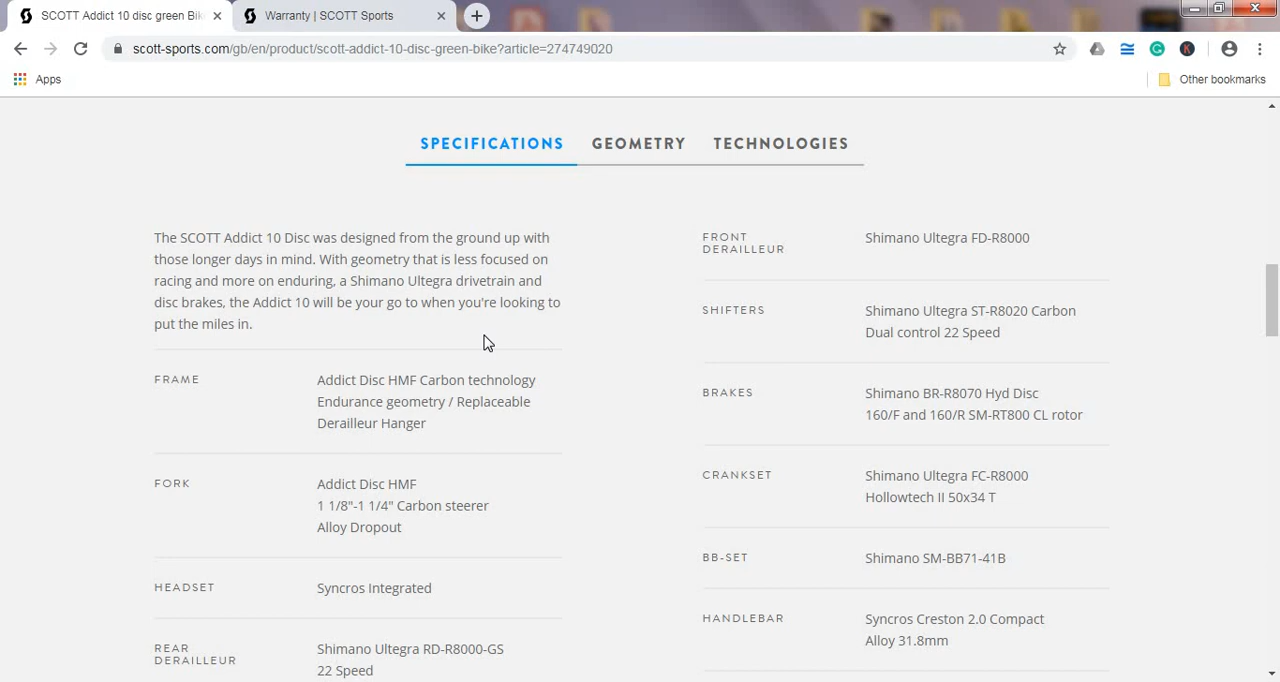 SCOTT Addict 10 disc green Bike
Warranty | SCOTT Sports
scott-sports.com/gb/en/product/scott-addict-10-disc-green-bike?article=274749020
Apps
Other bookmarks
SPECIFICATIONS GEOMETRY TECHNOLOGIES
The SCOTT Addict 10 Disc was designed from the ground up with
those longer days in mind. With geometry that is less focused on
racing and more on enduring, a Shimano Ultegra drivetrain and
disc brakes, the Addict 10 will be your go to when you're looking to
put the miles in.
FRAME
Addict Disc HMF Carbon technology
Endurance geometry / Replaceable
Derailleur Hanger
FORK
Addict Disc HMF
1 1/8"-1 1/4" Carbon steerer
Alloy Dropout
HEADSET
Syncros Integrated
REAR
DERAILLEUR
Shimano Ultegra RD-R8000-GS
22 Speed
FRONT
DERAILLEUR
Shimano Ultegra FD-R8000
SHIFTERS
Shimano Ultegra ST-R8020 Carbon
Dual control 22 Speed
BRAKES
Shimano BR-R8070 Hyd Disc
160/F and 160/R SM-RT800 CL rotor
CRANKSET
Shimano Ultegra FC-R8000
Hollowtech II 50x34 T
BB-SET
Shimano SM-BB71-41B
HANDLEBAR
Syncros Creston 2.0 Compact
Alloy 31.8mm